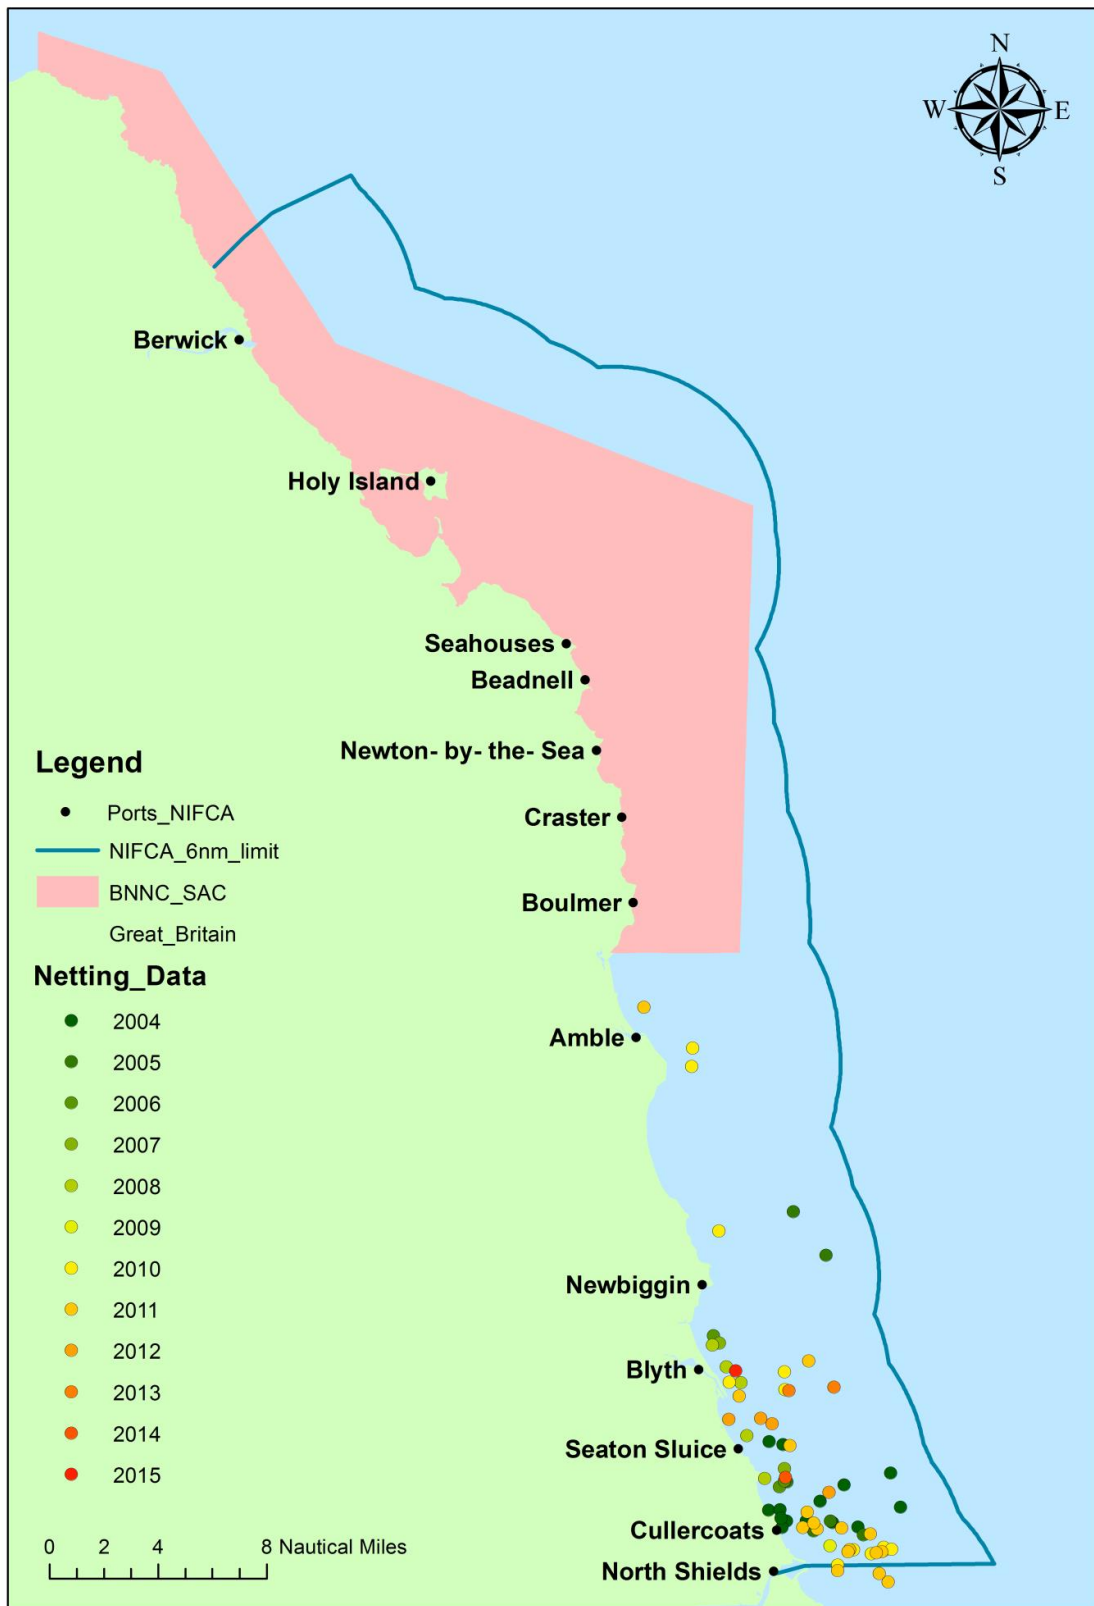 N
W E
S
Berwick
Holy Island
Seahouses
Beadnell
Newton- by- the- Sea
Craster
Boulmer
Amble
Newbiggin
Blyth
Seaton Sluice
Cullercoats
North Shields
Legend
Ports_NIFCA
NIFCA_6nm_limit
BNNC_SAC
Great_Britain
Netting_Data
2004
2005
2006
2007
2008
2009
2010
2011
2012
2013
2014
2015
0 2 4 8 Nautical Miles